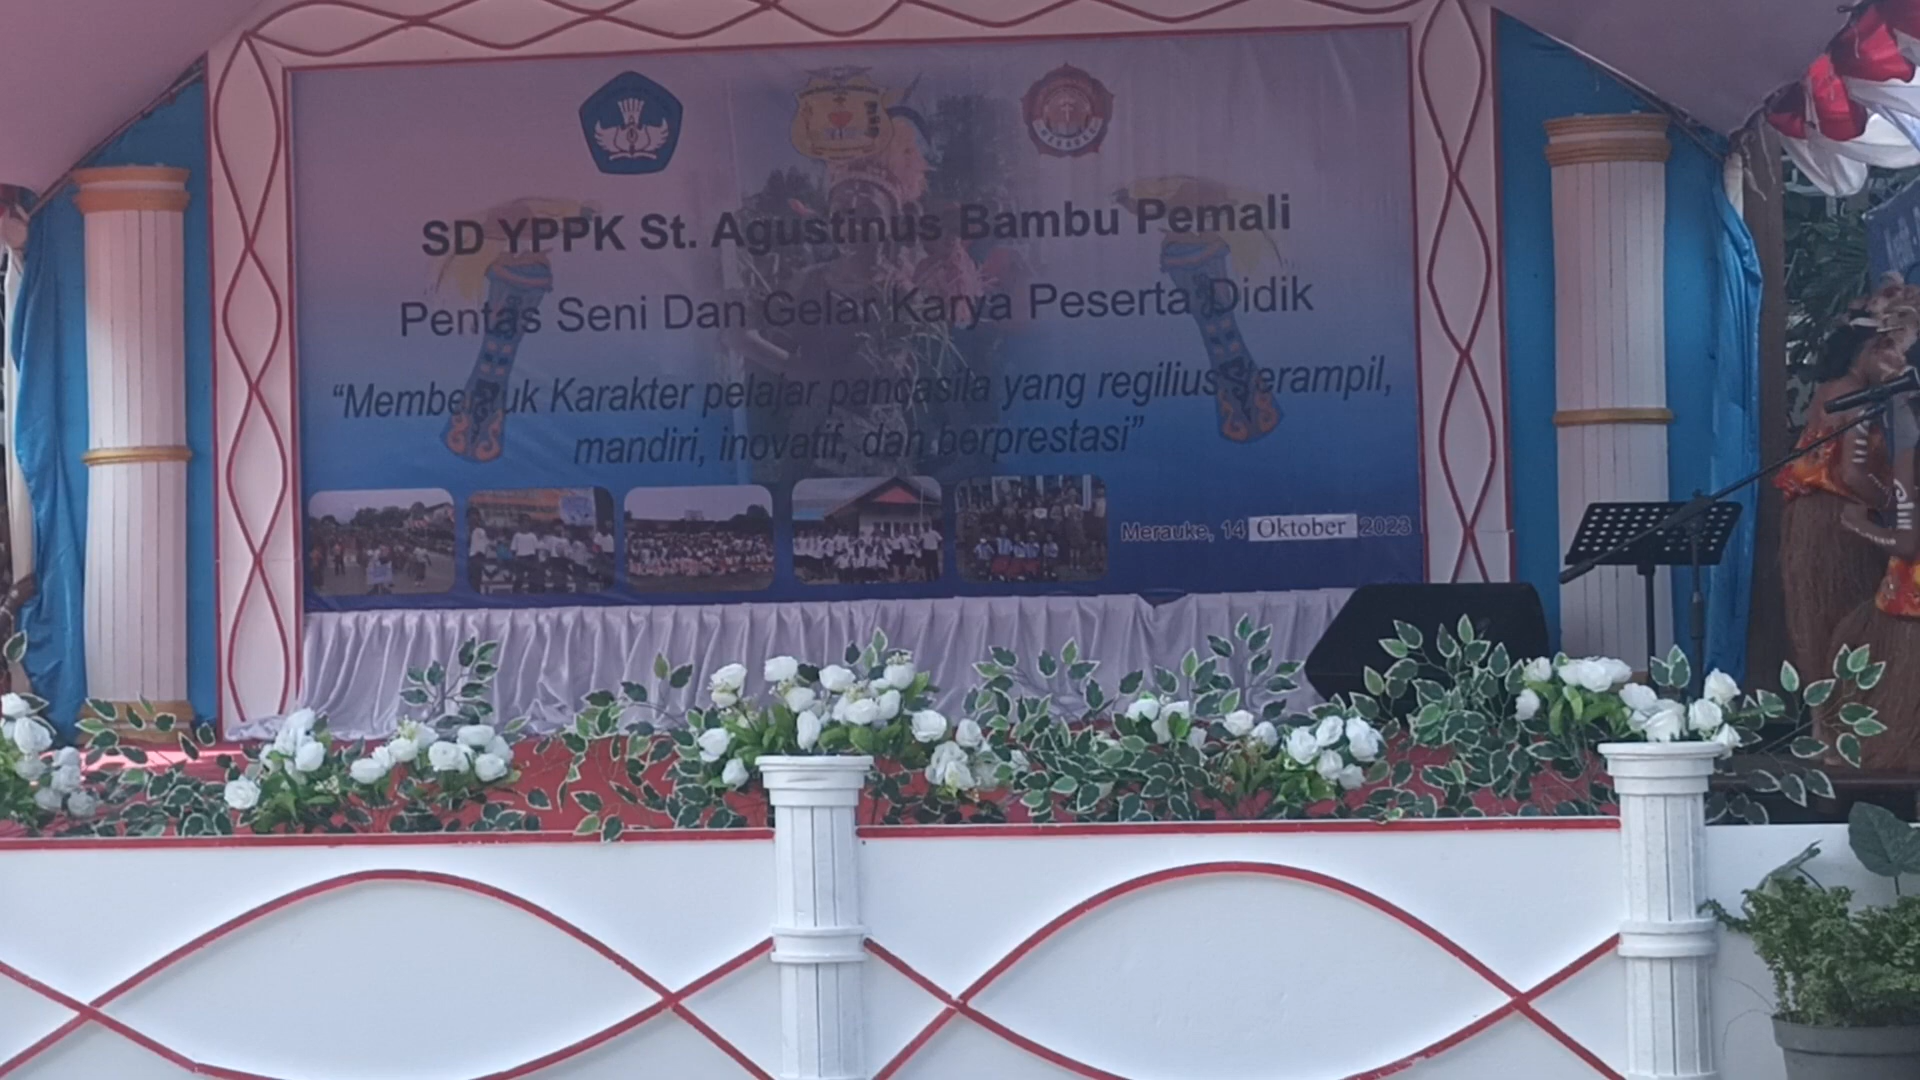 SD YPPK St. Agustinus Bambu Pemali
Pentas Seni Dan Gelar Karya Peserta Didik
"Membentuk Karakter pelajar pancasila yang regilius, terampil,
mandiri, inovatif, dan berprestasi"
Merauke, 14 Oktober 2023